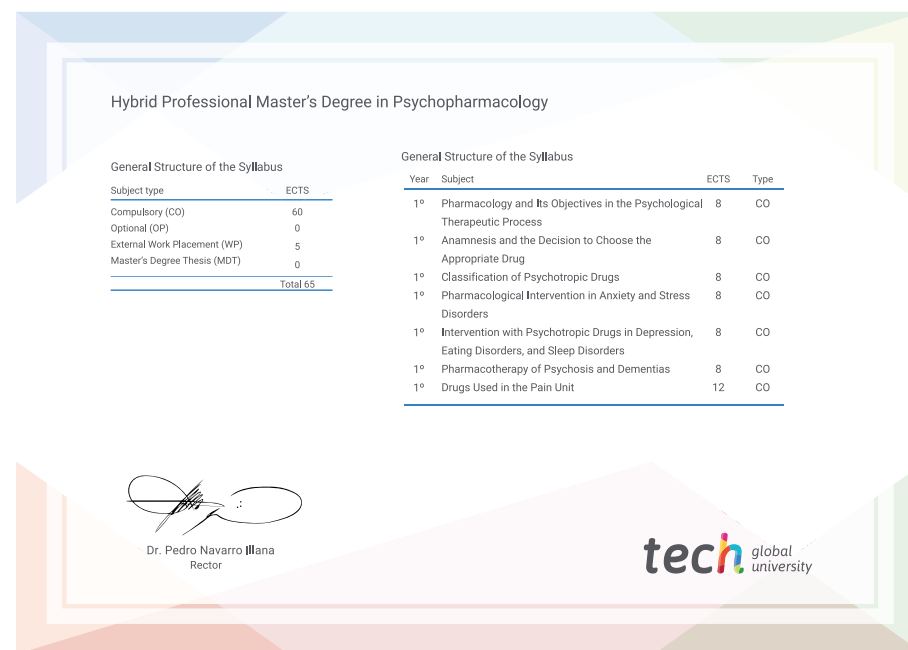 Hybrid Professional Master's Degree in Psychopharmacology
General Structure of the Syllabus
Subject type ECTS
Compulsory (CO) 60
Optional (OP) 0
External Work Placement (WP) 5
Master's Degree Thesis (MDT) 0
Total 65
General Structure of the Syllabus
Year Subject ECTS Type
1º Pharmacology and Its Objectives in the Psychological 8 CO
Therapeutic Process
1º Anamnesis and the Decision to Choose the 8 CO
Appropriate Drug
1º Classification of Psychotropic Drugs 8 CO
1º Pharmacological Intervention in Anxiety and Stress 8 CO
Disorders
1º Intervention with Psychotropic Drugs in Depression, 8 CO
Eating Disorders, and Sleep Disorders
1º Pharmacotherapy of Psychosis and Dementias 8 CO
1º Drugs Used in the Pain Unit 12 CO
Dr. Pedro Navarro Illana
Rector
tech global
university